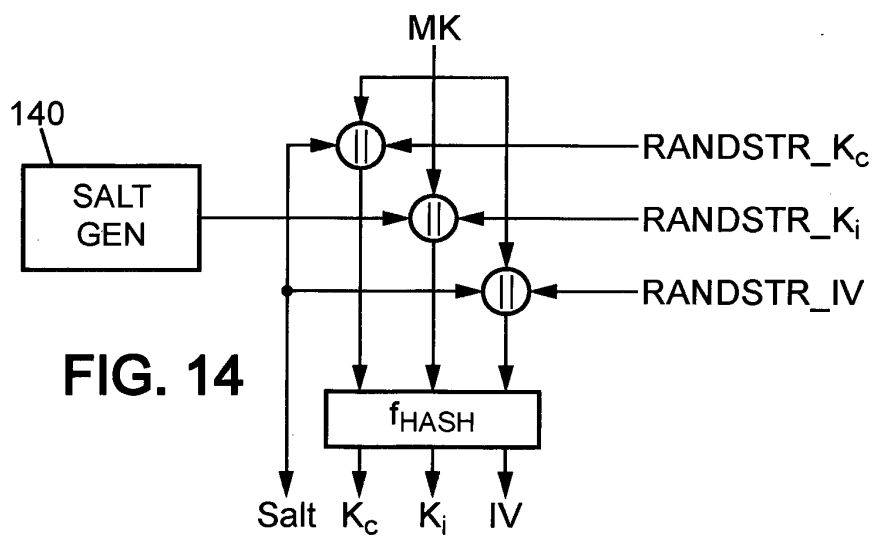 MK
140
SALT
GEN
||
RANDSTR_Kc
||
RANDSTR_Ki
||
RANDSTR_IV
FIG. 14
fHASH
Salt Kc Ki IV